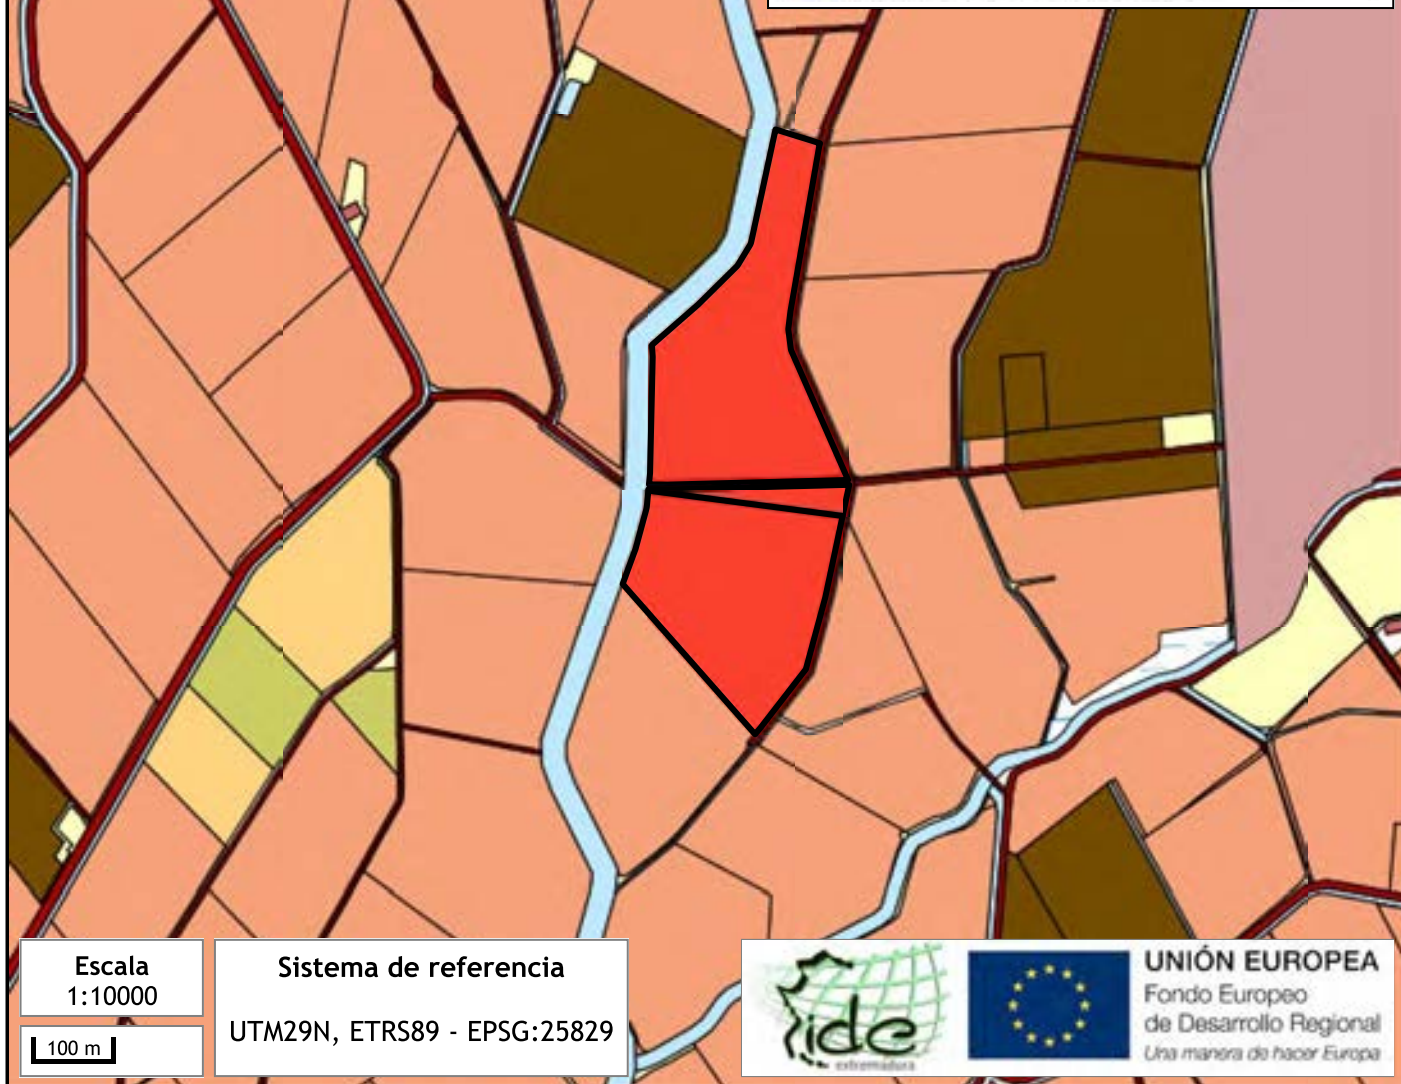 Escala
1:10000
100 m
Sistema de referencia
UTM29N, ETRS89 - EPSG:25829
ide
extremadura
UNIÓN EUROPEA
Fondo Europeo
de Desarrollo Regional
Una manera de hacer Europa